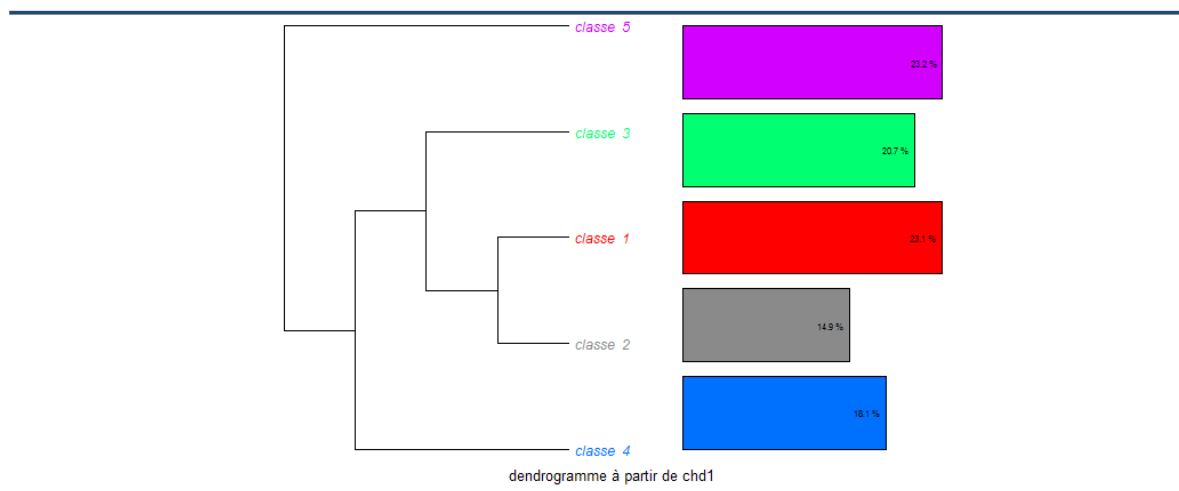 classe 5
23.2 %
classe 3
20.7 %
classe 1
23.1 %
classe 2
14.9 %
classe 4
18.1 %
dendrogramme à partir de chd1